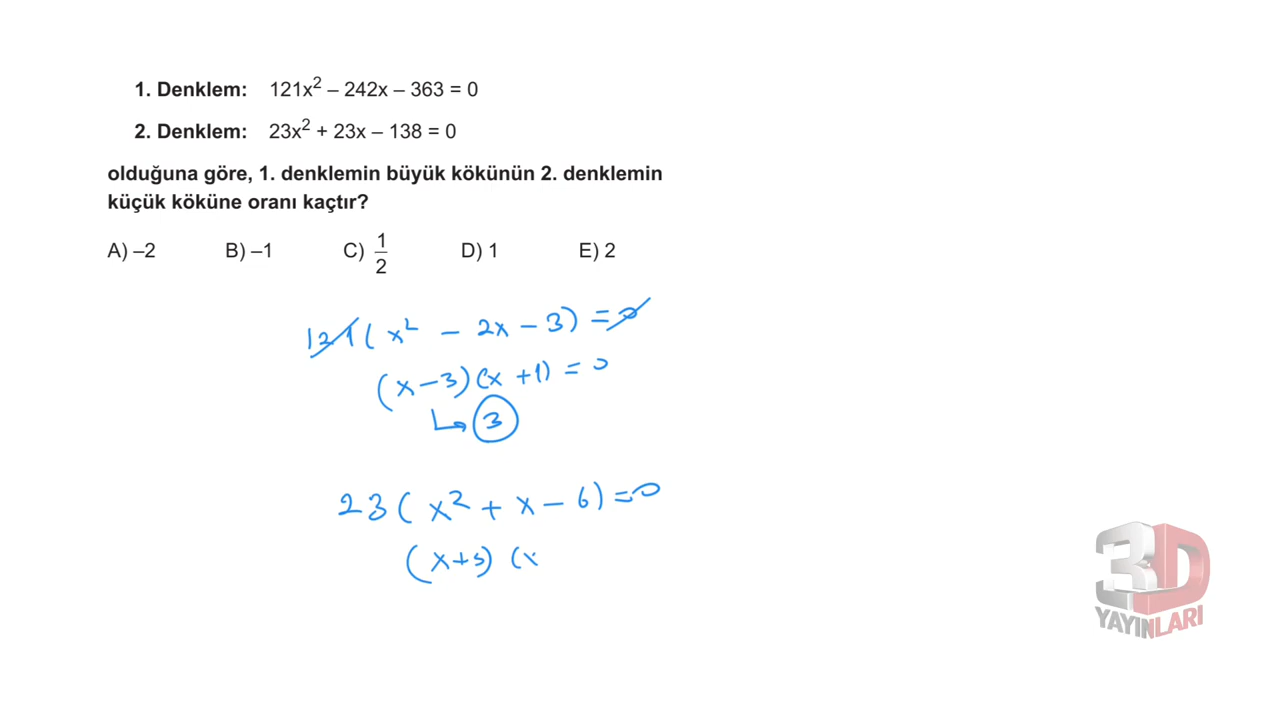 1. Denklem: 121x² – 242x – 363 = 0
2. Denklem: 23x² + 23x – 138 = 0
olduğuna göre, 1. denklemin büyük kökünün 2. denklemin
küçük köküne oranı kaçtır?
A) –2 B) –1 C) 1/2 D) 1 E) 2
121(x² – 2x – 3) = 0
(x – 3)(x + 1) = 0
3
23(x² + x – 6) = 0
(x+3) (x
3D
YAYINLARI